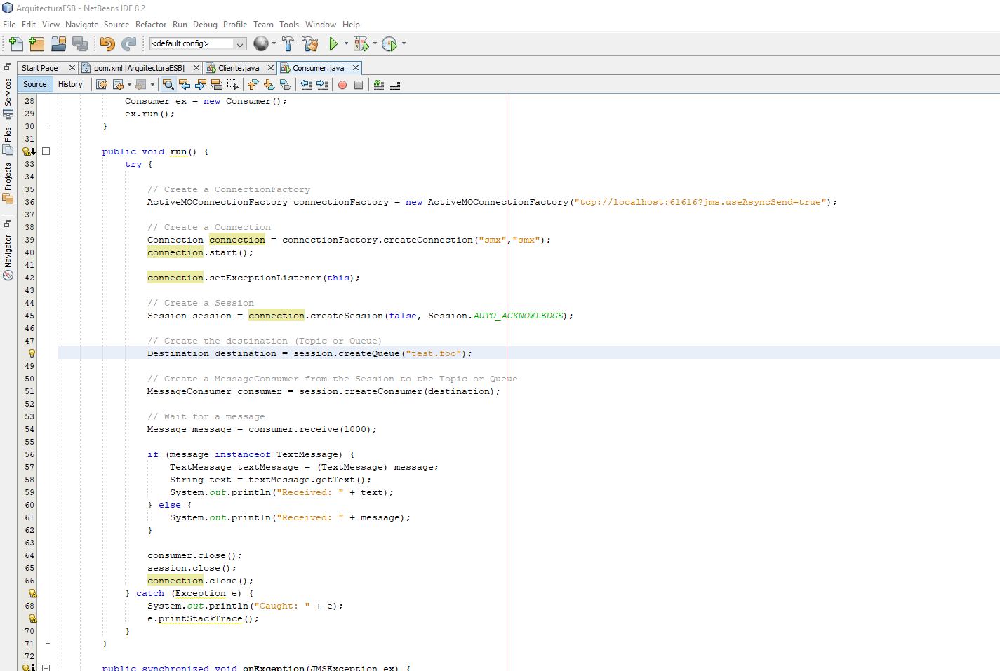 ArquitecturaESB - NetBeans IDE 8.2
File Edit View Navigate Source Refactor Run Debug Profile Team Tools Window Help
<default config>
Start Page pom.xml [ArquitecturaESB] Cliente.java Consumer.java
Source History
Services
Files
Projects
Navigator
28 Consumer ex = new Consumer();
29 ex.run();
30 }
31
public void run() {
33 try {
34
35 // Create a ConnectionFactory
36 ActiveMQConnectionFactory connectionFactory = new ActiveMQConnectionFactory("tcp://localhost:61616?jms.useAsyncSend=true");
37
38 // Create a Connection
39 Connection connection = connectionFactory.createConnection("smx","smx");
40 connection.start();
41
42 connection.setExceptionListener(this);
43
44 // Create a Session
45 Session session = connection.createSession(false, Session.AUTO_ACKNOWLEDGE);
46
47 // Create the destination (Topic or Queue)
Destination destination = session.createQueue("test.foo");
49
50 // Create a MessageConsumer from the Session to the Topic or Queue
51 MessageConsumer consumer = session.createConsumer(destination);
52
53 // Wait for a message
54 Message message = consumer.receive(1000);
55
56 if (message instanceof TextMessage) {
57 TextMessage textMessage = (TextMessage) message;
58 String text = textMessage.getText();
59 System.out.println("Received: " + text);
60 } else {
61 System.out.println("Received: " + message);
62 }
63
64 consumer.close();
65 session.close();
66 connection.close();
} catch (Exception e) {
68 System.out.println("Caught: " + e);
e.printStackTrace();
70 }
71 }
72
public synchronized void onException(JMSException ex) {